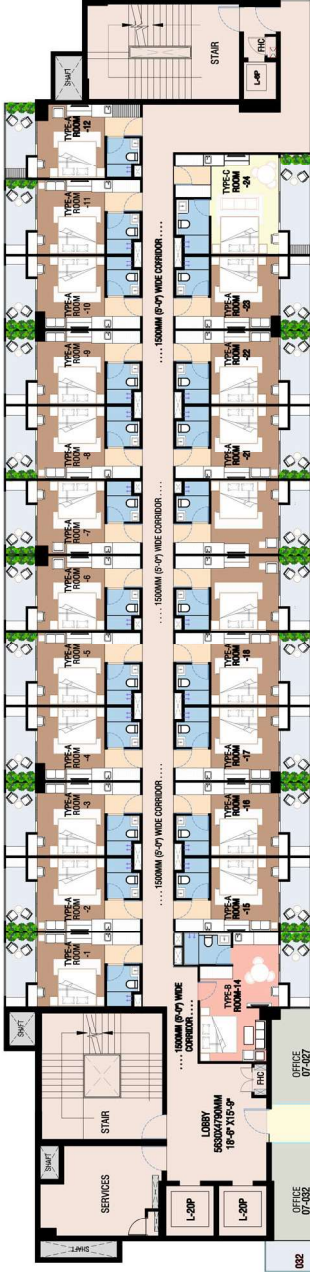 SHAFT
SHAFT
SHAFT
SHAFT
SERVICES
STAIR
TYPE-A
ROOM
-1
TYPE-A
ROOM
-2
TYPE-A
ROOM
-3
TYPE-A
ROOM
-4
TYPE-A
ROOM
-5
TYPE-A
ROOM
-6
TYPE-A
ROOM
-7
TYPE-A
ROOM
-8
TYPE-A
ROOM
-9
TYPE-A
ROOM
-10
TYPE-A
ROOM
-11
TYPE-A
ROOM
-12
STAIR
FHC
L-8P
L-20P
L-20P
LOBBY
5630X4790MM
18'-6" X15'-9"
FHC
....1500MM (5'-0") WIDE
CORRIDOR....
....1500MM (5'-0") WIDE CORRIDOR....
....1500MM (5'-0") WIDE CORRIDOR....
....1500MM (5'-0") WIDE CORRIDOR....
TYPE-B
ROOM-14
TYPE-A
ROOM
-15
TYPE-A
ROOM
-16
TYPE-A
ROOM
-17
TYPE-A
ROOM
-18
TYPE-A
ROOM
-21
TYPE-A
ROOM
-22
TYPE-A
ROOM
-23
TYPE-C
ROOM
-24
032
OFFICE
07-032
OFFICE
07-027